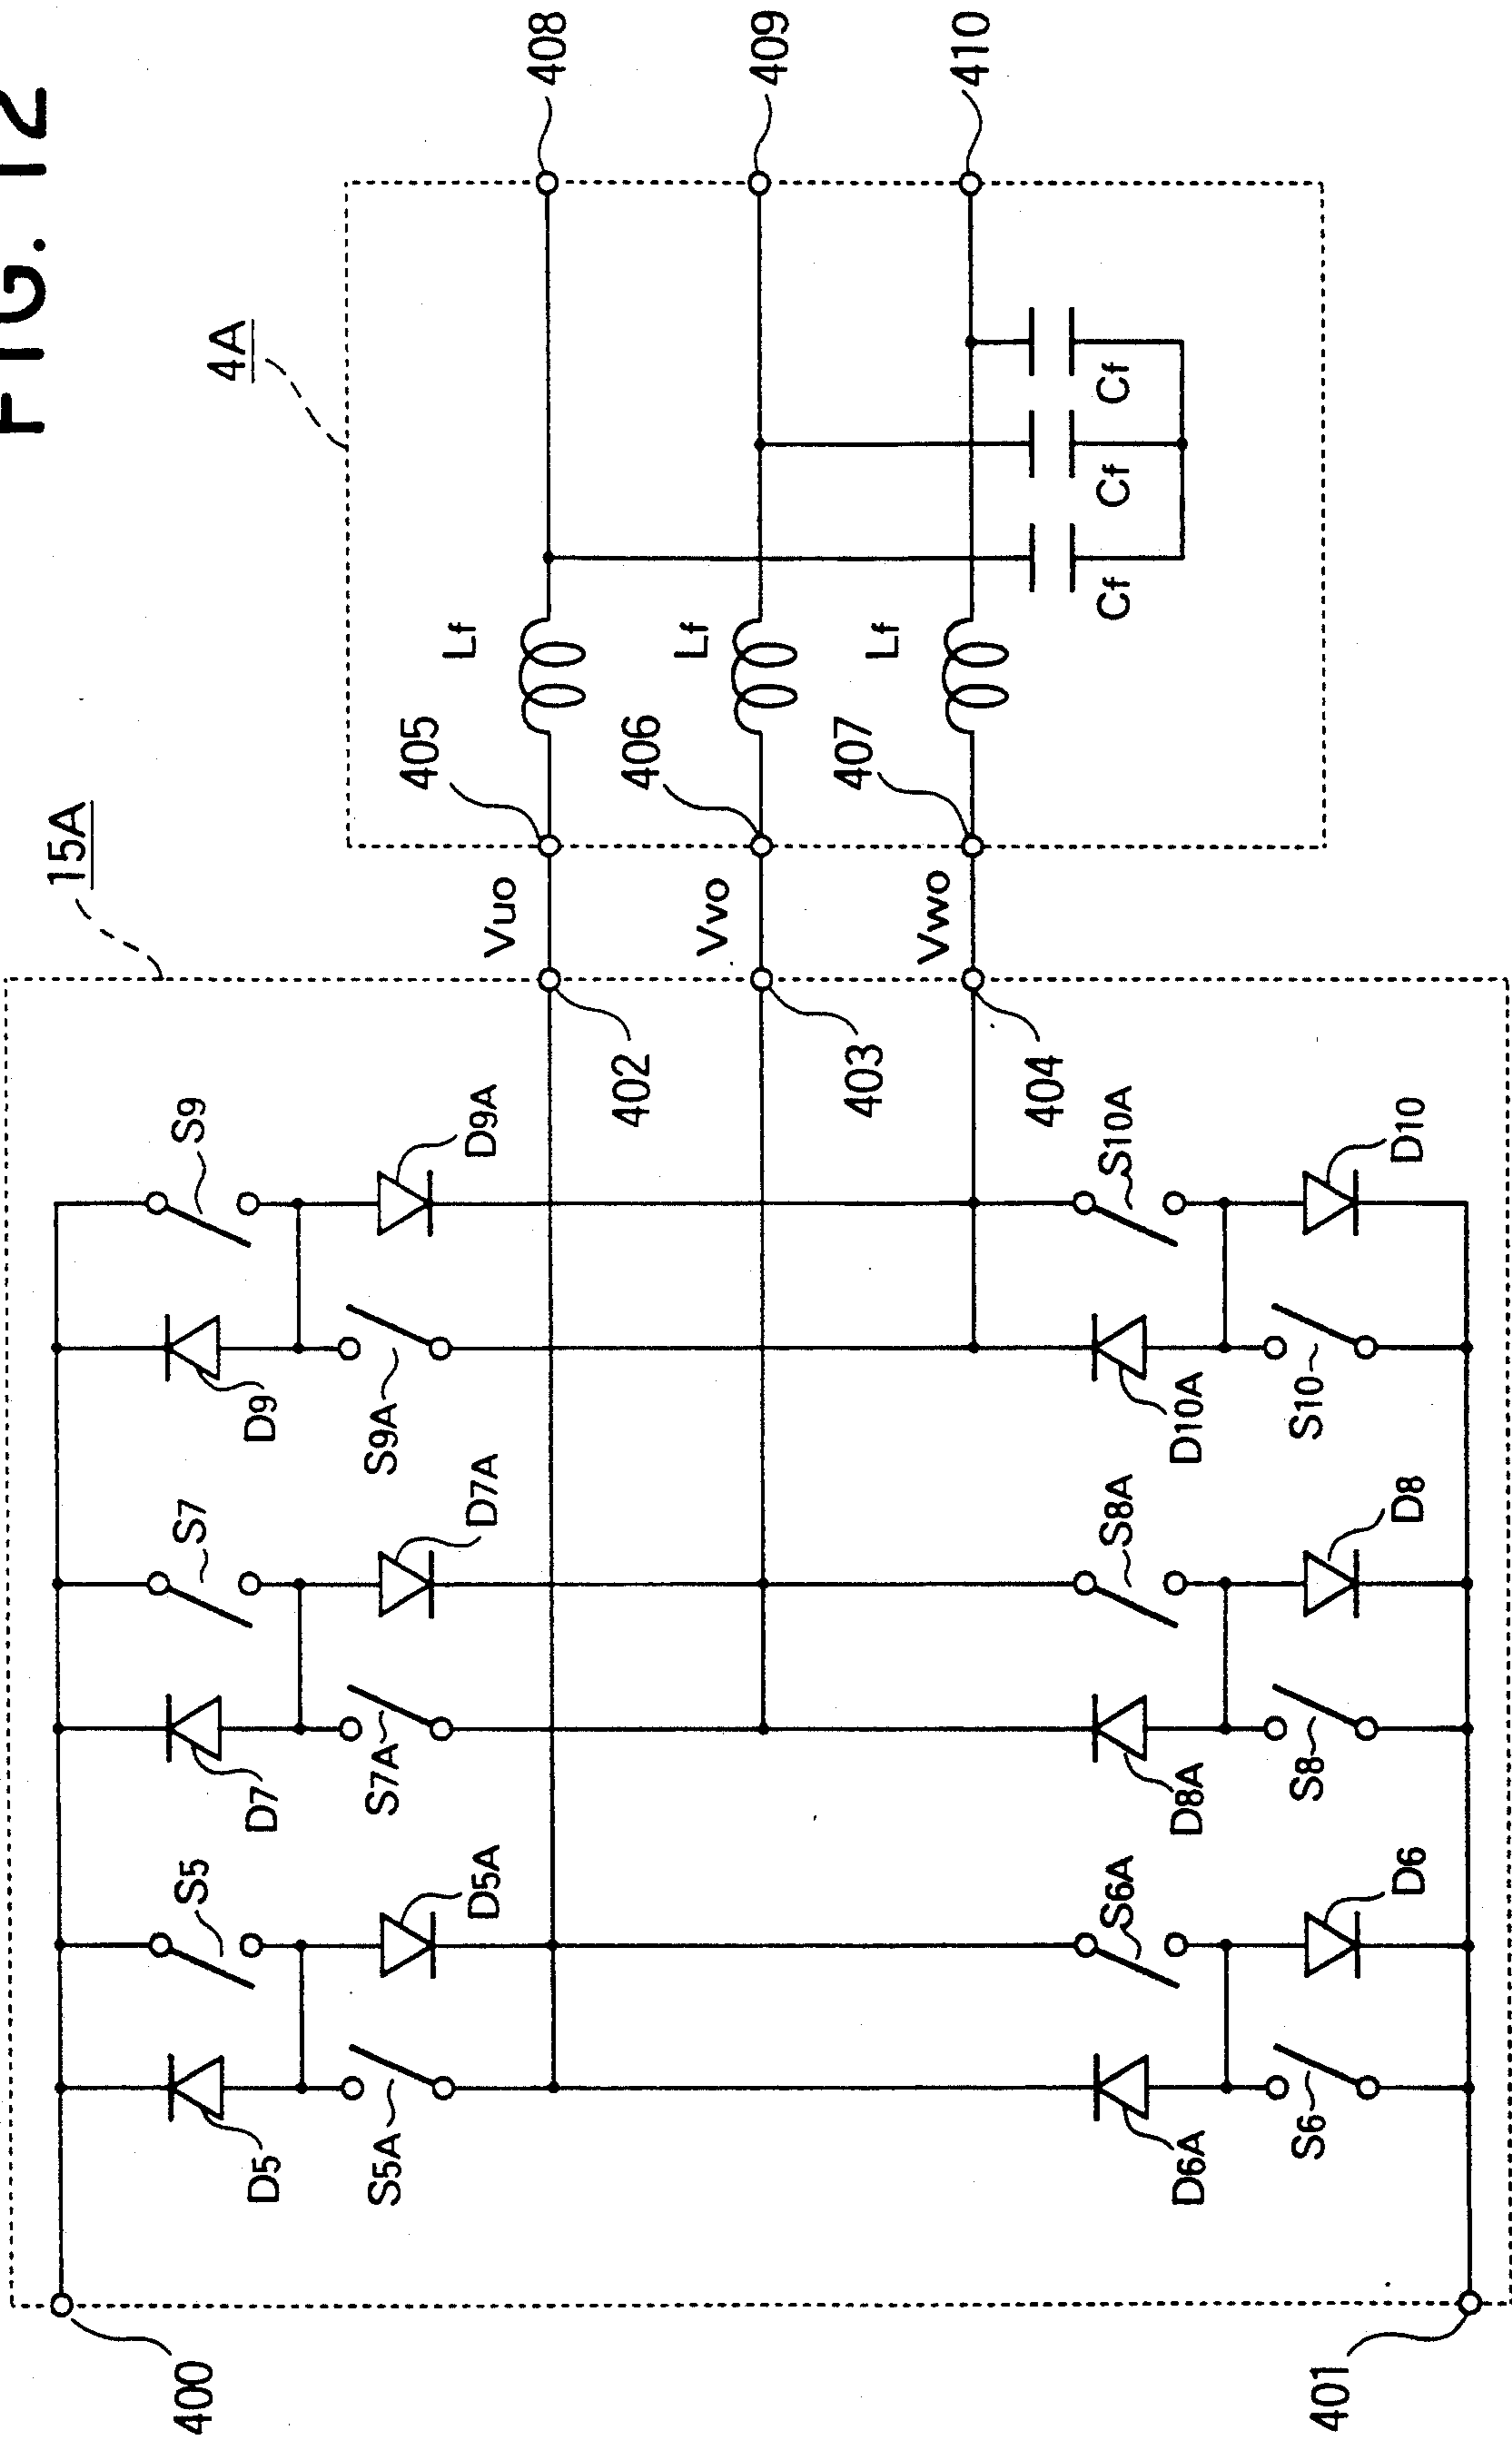 FIG. 12
15A
4A
400
401
D5
S5
S5A
D5A
D7
S7
S7A
D7A
D9
S9
S9A
D9A
D6A
S6A
S6
D6
D8A
S8A
S8
D8
D10A
S10A
S10
D10
402
403
404
Vuo
Vvo
Vwo
405
406
407
Lf
Lf
Lf
Cf
Cf
Cf
408
409
410